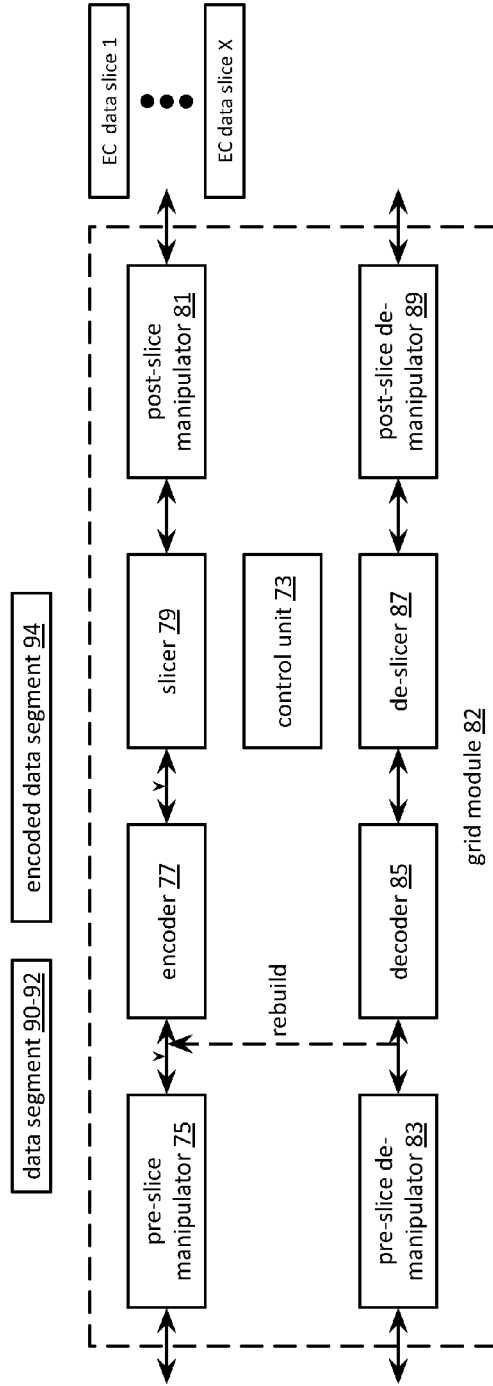 data segment 90-92
encoded data segment 94
EC data slice 1
EC data slice X
pre-slice
manipulator 75
encoder 77
slicer 79
post-slice
manipulator 81
control unit 73
rebuild
pre-slice de-
manipulator 83
decoder 85
de-slicer 87
post-slice de-
manipulator 89
grid module 82